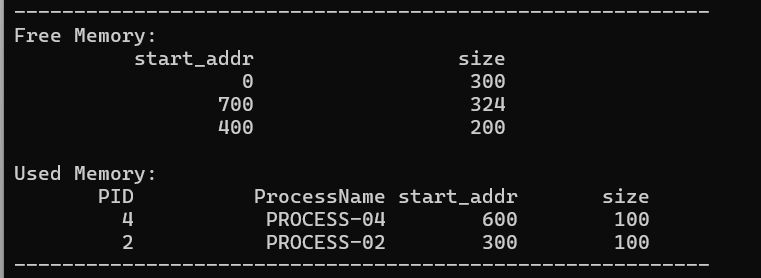 ----------------------------------------------------------
Free Memory:
start_addr size
0 300
700 324
400 200
Used Memory:
PID ProcessName start_addr size
4 PROCESS-04 600 100
2 PROCESS-02 300 100
----------------------------------------------------------